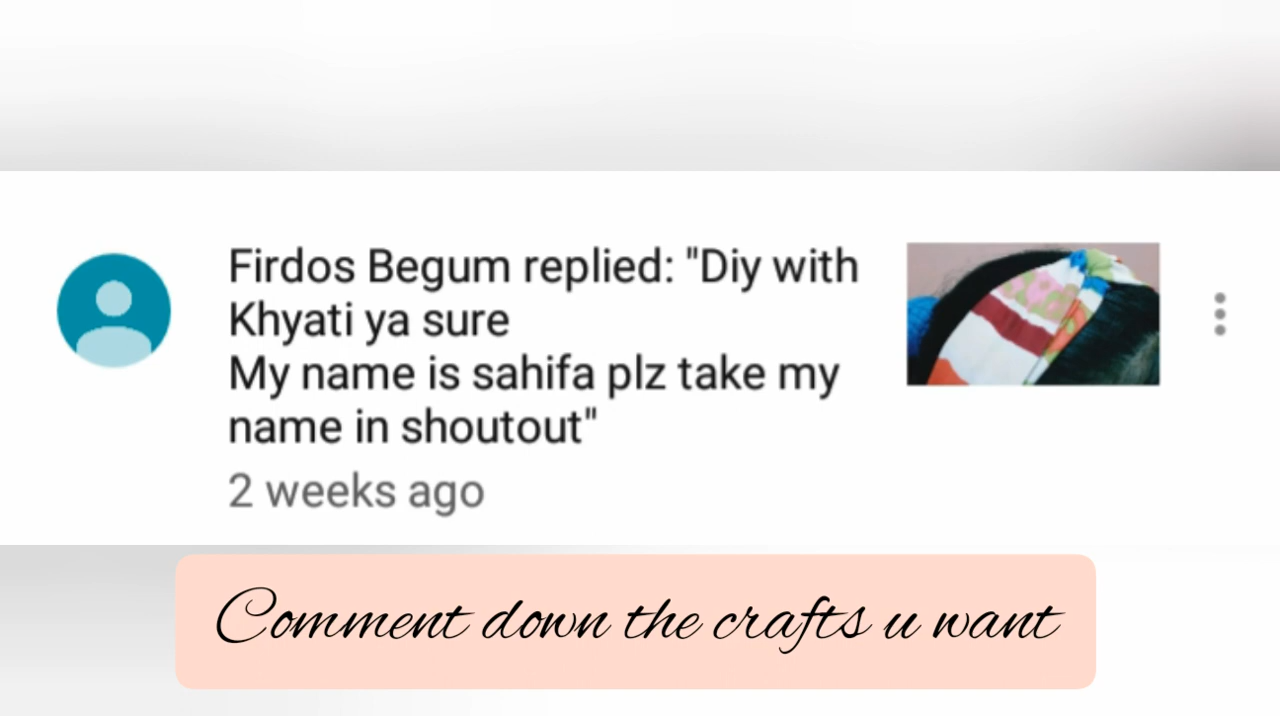 Firdos Begum replied: "Diy with
Khyati ya sure
My name is sahifa plz take my
name in shoutout"
2 weeks ago
Comment down the crafts u want